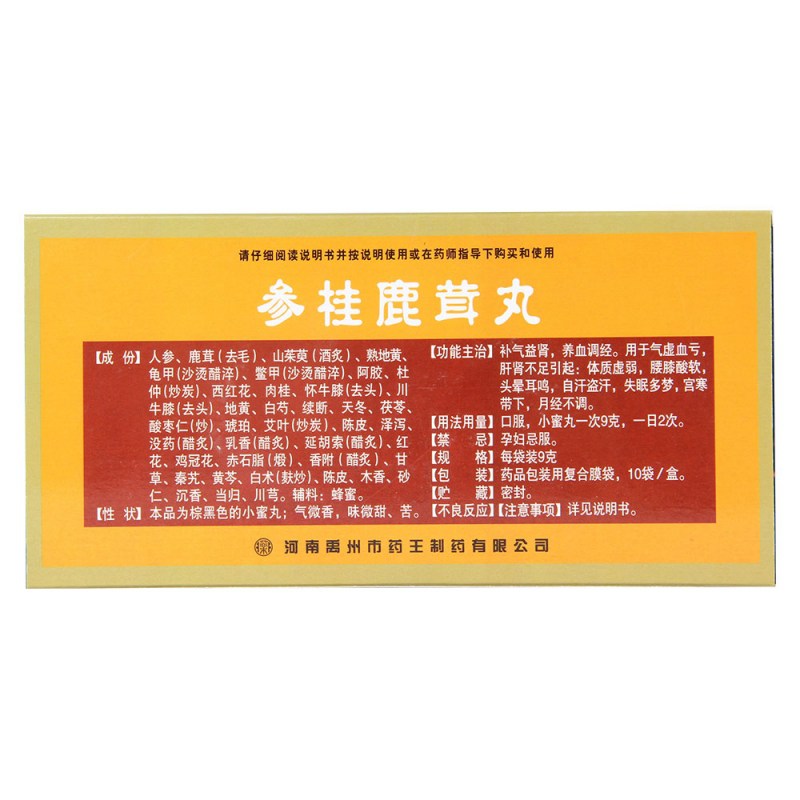 请仔细阅读说明书并按说明使用或在药师指导下购买和使用
参桂鹿茸丸
【成份】人参、鹿茸(去毛)、山茱萸(酒炙)、熟地黄、
龟甲(沙烫醋淬)、鳖甲(沙烫醋淬)、阿胶、杜
仲(炒炭)、西红花、肉桂、怀牛膝(去头)、川
牛膝(去头)、地黄、白芍、续断、天冬、茯苓、
酸枣仁(炒)、琥珀、艾叶(炒炭)、陈皮、泽泻、
没药(醋炙)、乳香(醋炙)、延胡索(醋炙)、红
花、鸡冠花、赤石脂(煅)、香附(醋炙)、甘
草、秦艽、黄芩、白术(麸炒)、陈皮、木香、砂
仁、沉香、当归、川芎。辅料：蜂蜜。
【性状】本品为棕黑色的小蜜丸；气微香，味微甜、苦。
【功能主治】补气益肾，养血调经。用于气虚血亏，
肝肾不足引起：体质虚弱，腰膝酸软，
头晕耳鸣，自汗盗汗，失眠多梦，宫寒
带下，月经不调。
【用法用量】口服，小蜜丸一次9克，一日2次。
【禁忌】孕妇忌服。
【规格】每袋装9克
【包装】药品包装用复合膜袋，10袋/盒。
【贮藏】密封。
【不良反应】【注意事项】详见说明书。
河南禹州市药王制药有限公司